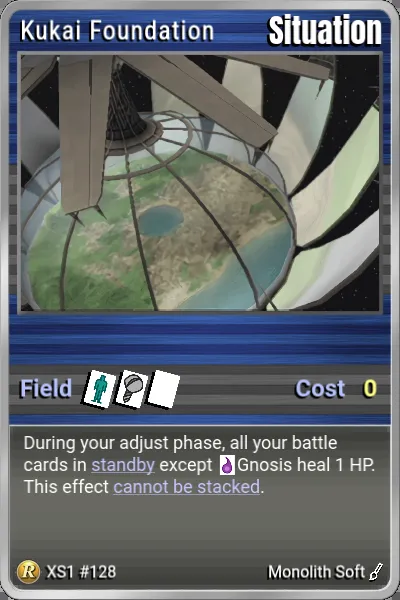 Kukai Foundation
Situation
Field
Cost 0
During your adjust phase, all your battle
cards in standby except Gnosis heal 1 HP.
This effect cannot be stacked.
R XS1 #128
Monolith Soft